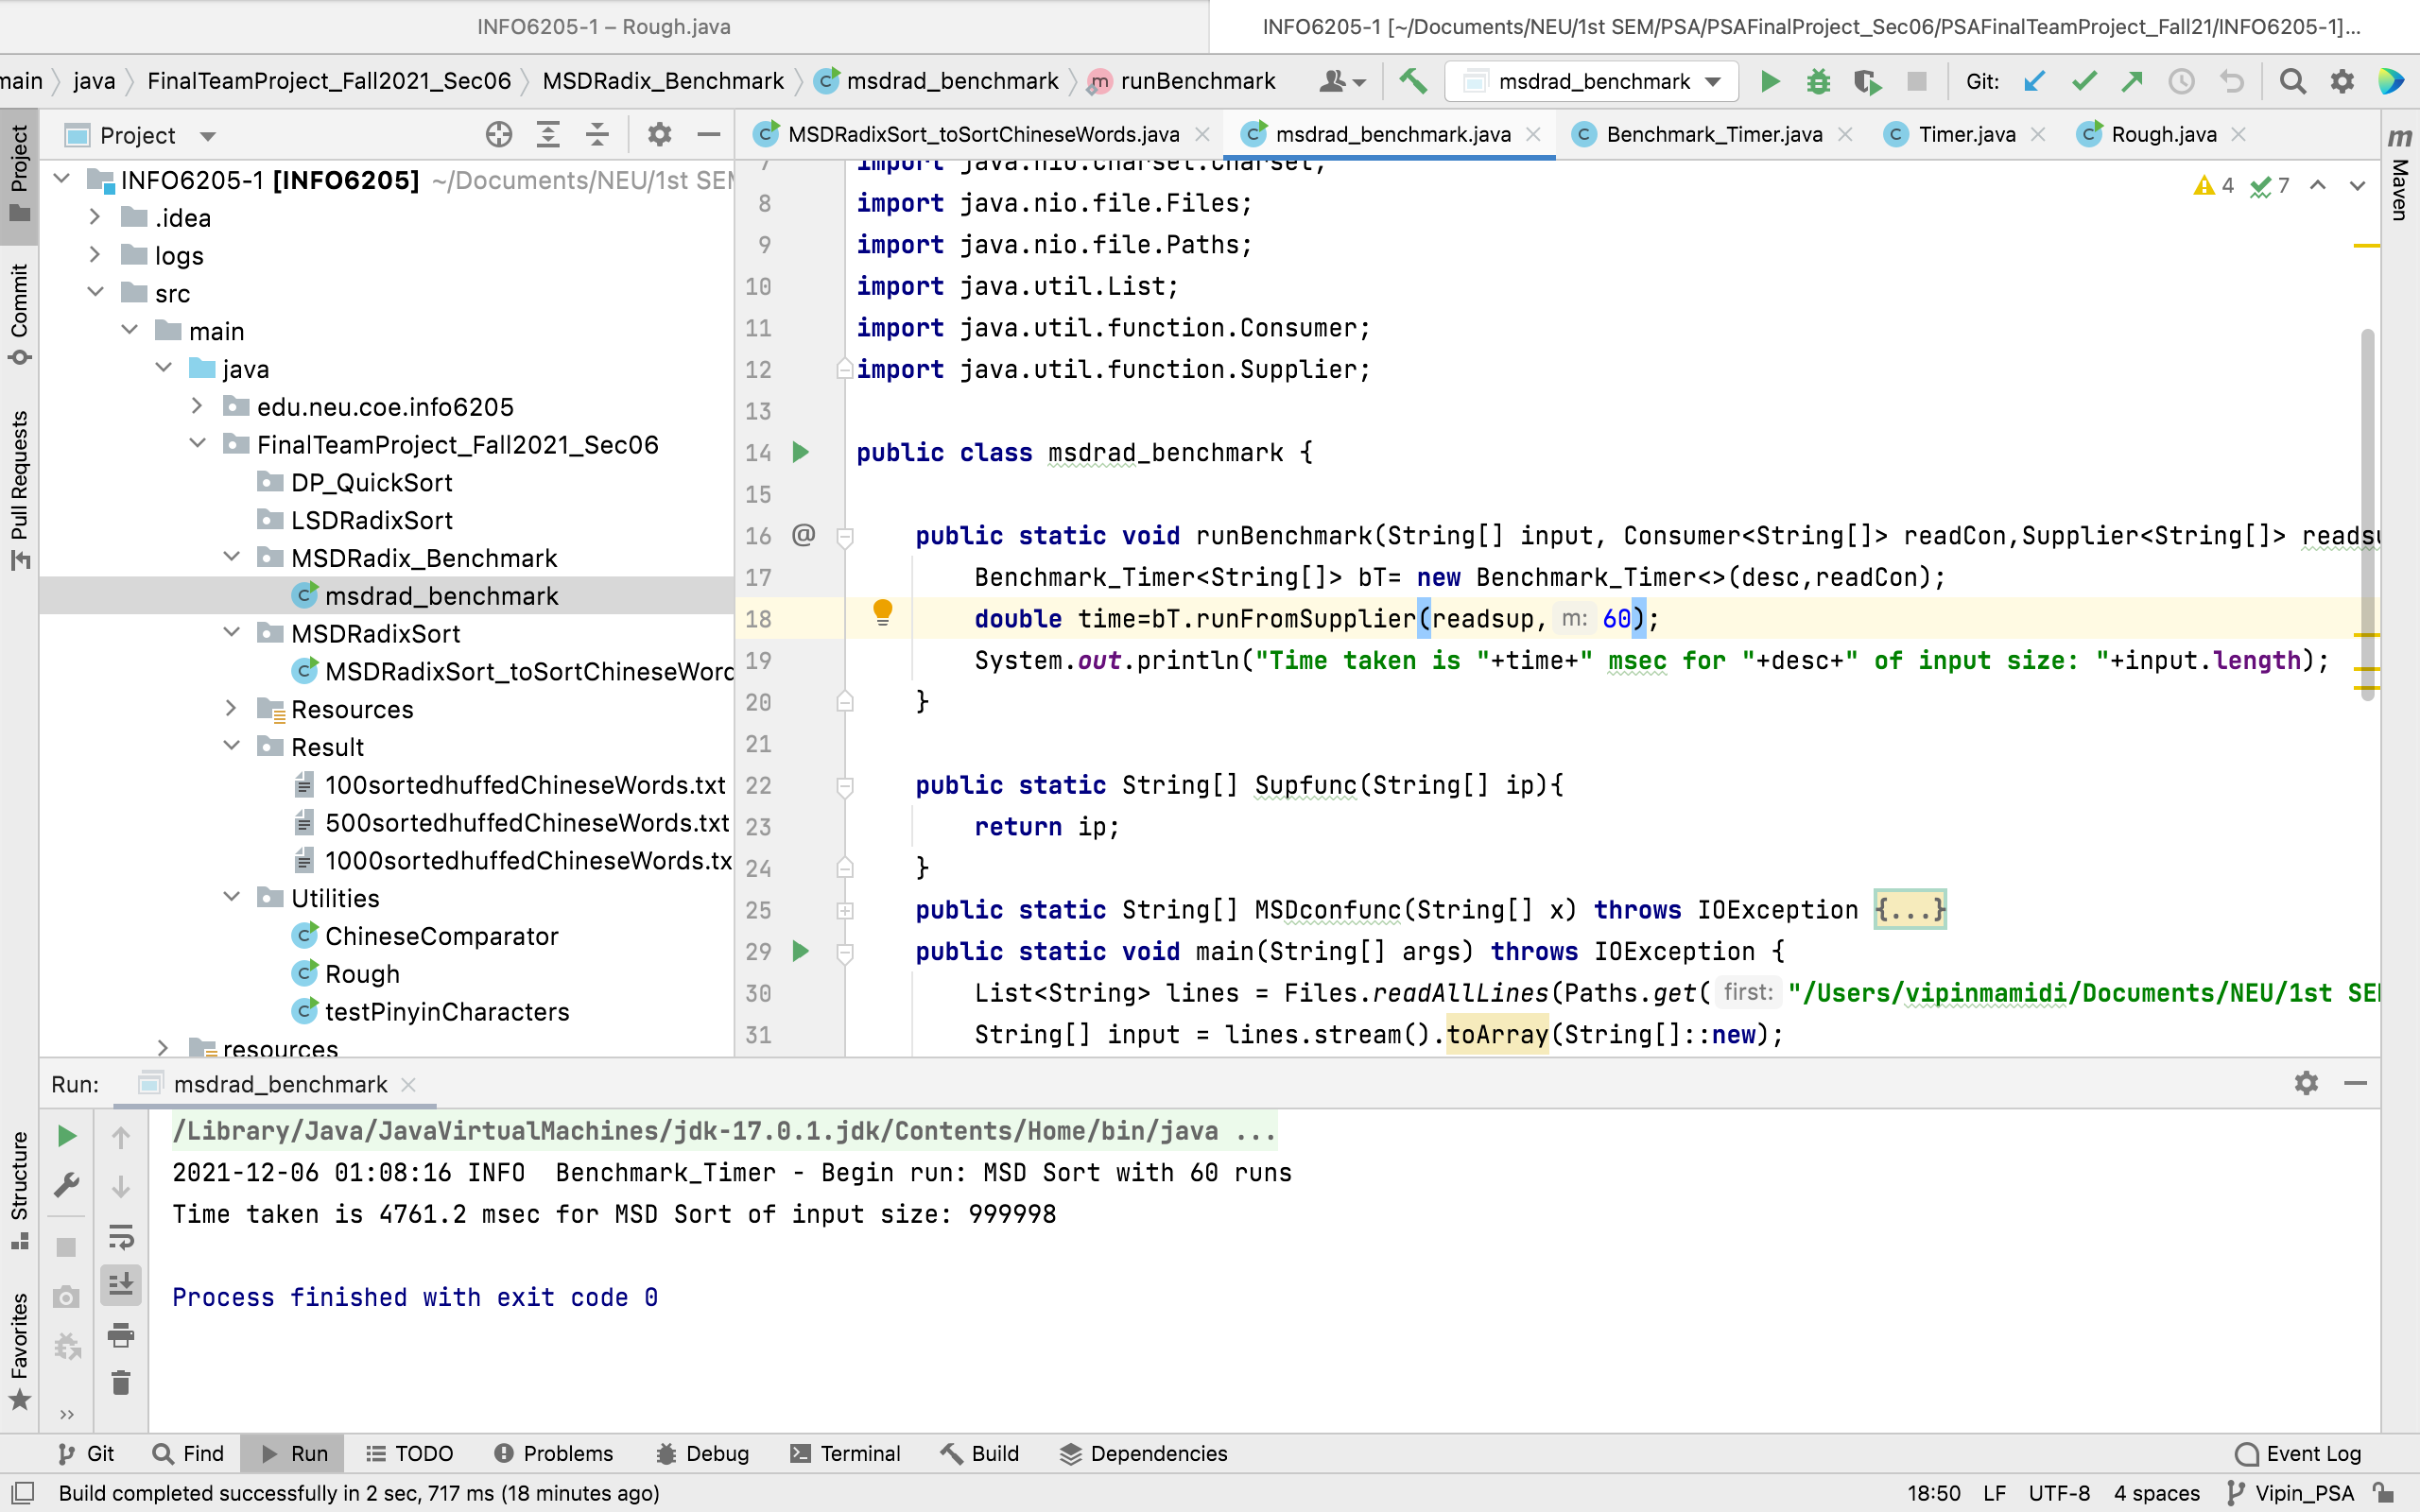 INFO6205-1 – Rough.java
INFO6205-1 [~/Documents/NEU/1st SEM/PSA/PSAFinalProject_Sec06/PSAFinalTeamProject_Fall21/INFO6205-1]...
java FinalTeamProject_Fall2021_Sec06 MSDRadix_Benchmark msdrad_benchmark runBenchmark msdrad_benchmark Git:
Project
MSDRadixSort_toSortChineseWords.java msdrad_benchmark.java Benchmark_Timer.java Timer.java Rough.java
Project
Commit
Pull Requests
Structure
Favorites
INFO6205-1 [INFO6205] ~/Documents/NEU/1st SE
.idea
logs
src
main
java
edu.neu.coe.info6205
FinalTeamProject_Fall2021_Sec06
DP_QuickSort
LSDRadixSort
MSDRadix_Benchmark
msdrad_benchmark
MSDRadixSort
MSDRadixSort_toSortChineseWord
Resources
Result
100sortedhuffedChineseWords.txt
500sortedhuffedChineseWords.txt
1000sortedhuffedChineseWords.tx
Utilities
ChineseComparator
Rough
testPinyinCharacters
resources
4 7
m Maven
7 import java.nio.charset.Charset;
8 import java.nio.file.Files;
9 import java.nio.file.Paths;
10 import java.util.List;
11 import java.util.function.Consumer;
12 import java.util.function.Supplier;
13
14 public class msdrad_benchmark {
15
16 @ public static void runBenchmark(String[] input, Consumer<String[]> readCon,Supplier<String[]> readsu
17 Benchmark_Timer<String[]> bT= new Benchmark_Timer<>(desc,readCon);
18 double time=bT.runFromSupplier(readsup, m: 60);
19 System.out.println("Time taken is "+time+" msec for "+desc+" of input size: "+input.length);
20 }
21
22 public static String[] Supfunc(String[] ip){
23 return ip;
24 }
25 public static String[] MSDconfunc(String[] x) throws IOException {...}
29 public static void main(String[] args) throws IOException {
30 List<String> lines = Files.readAllLines(Paths.get( first: "/Users/vipinmamidi/Documents/NEU/1st SE
31 String[] input = lines.stream().toArray(String[]::new);
Run: msdrad_benchmark
/Library/Java/JavaVirtualMachines/jdk-17.0.1.jdk/Contents/Home/bin/java ...
2021-12-06 01:08:16 INFO  Benchmark_Timer - Begin run: MSD Sort with 60 runs
Time taken is 4761.2 msec for MSD Sort of input size: 999998
Process finished with exit code 0
Git Find Run TODO Problems Debug Terminal Build Dependencies Event Log
Build completed successfully in 2 sec, 717 ms (18 minutes ago) 18:50 LF UTF-8 4 spaces Vipin_PSA